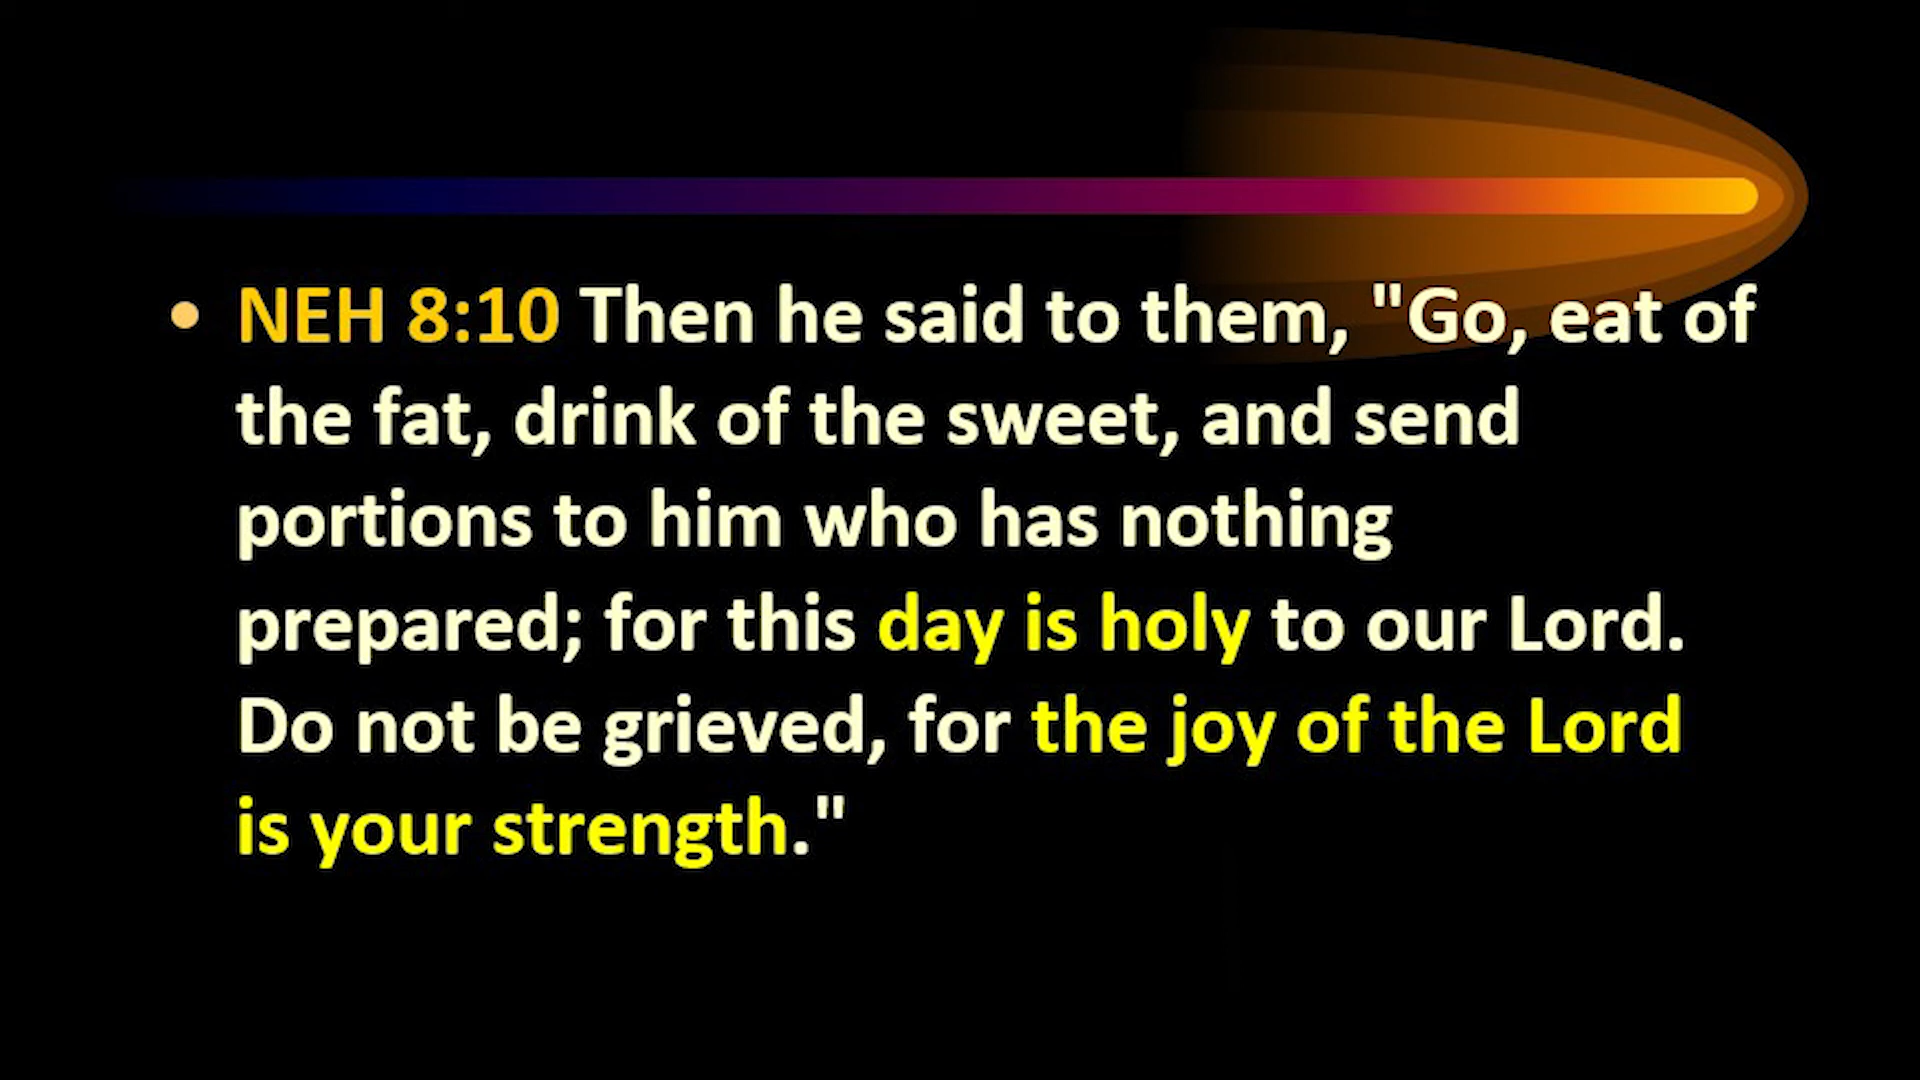 • NEH 8:10 Then he said to them, "Go, eat of
the fat, drink of the sweet, and send
portions to him who has nothing
prepared; for this day is holy to our Lord.
Do not be grieved, for the joy of the Lord
is your strength."